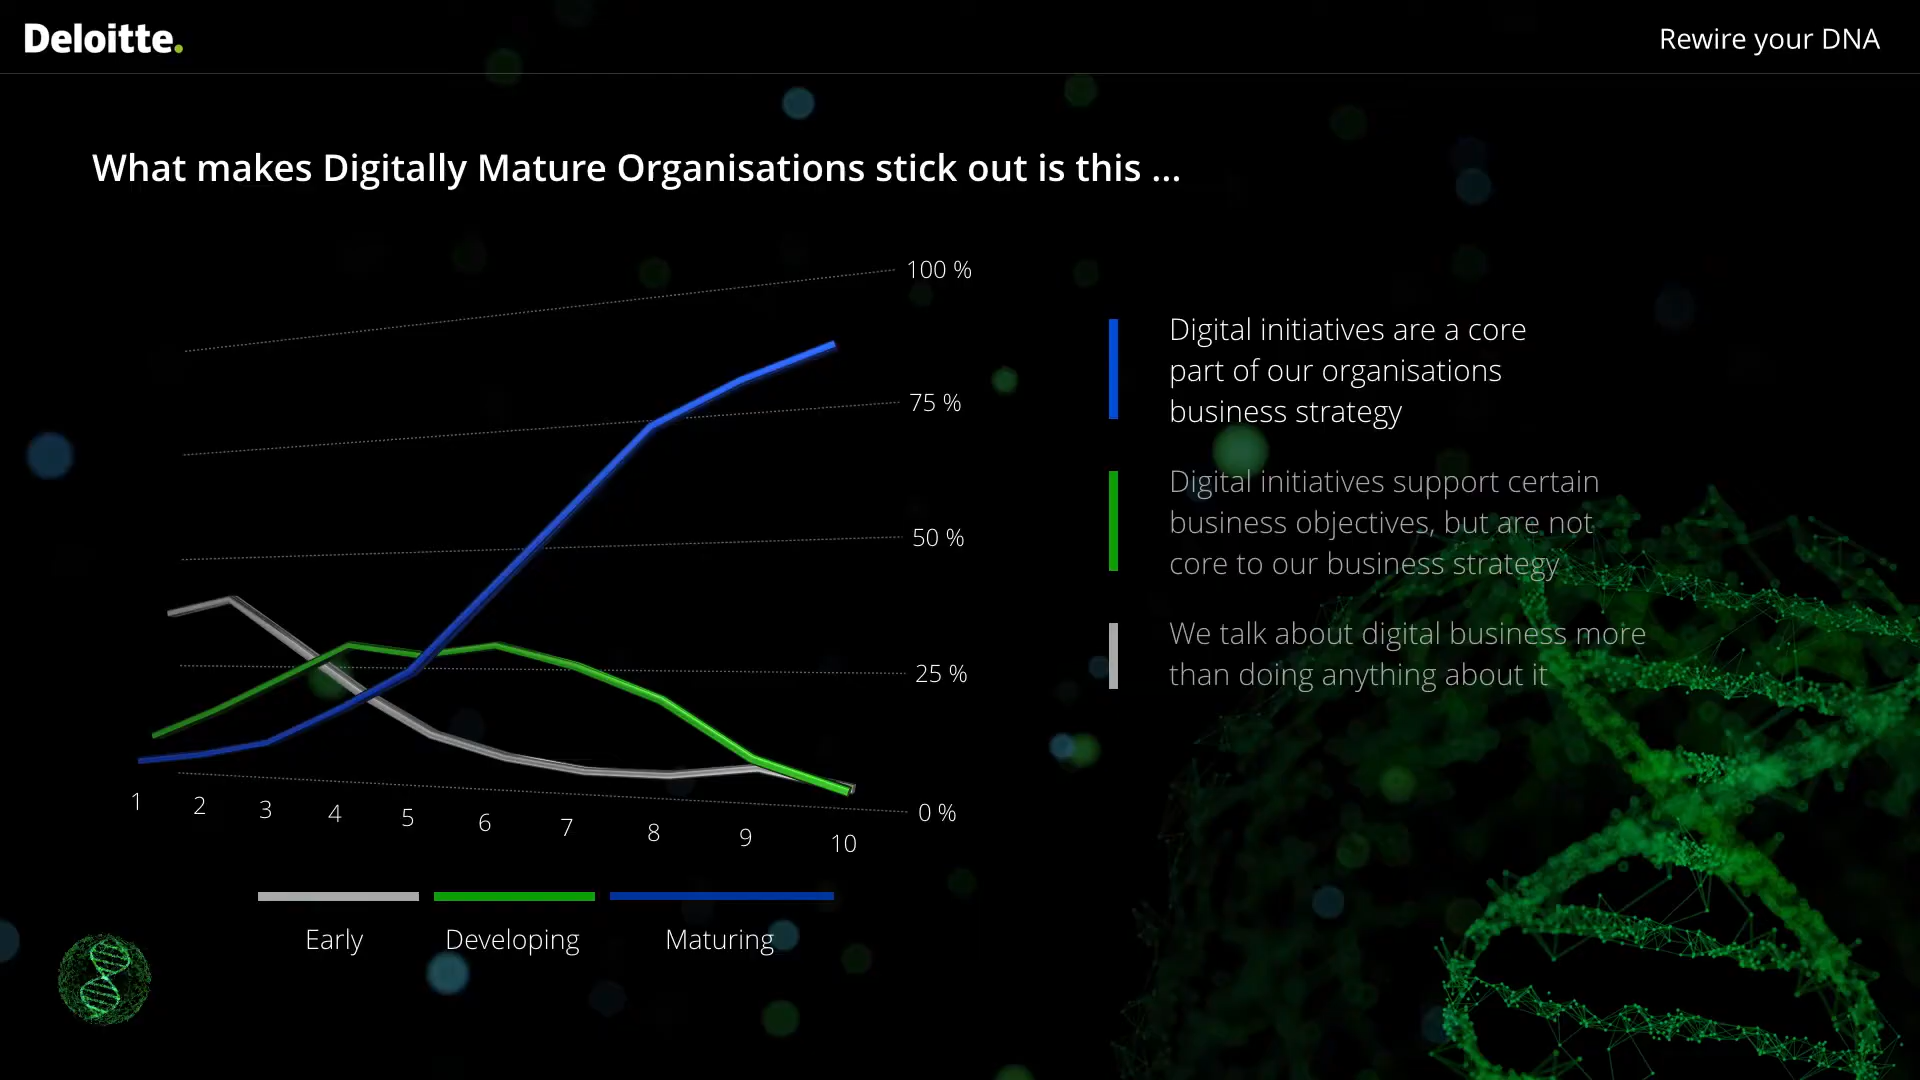 Deloitte.
Rewire your DNA
What makes Digitally Mature Organisations stick out is this ...
100 %
75 %
50 %
25 %
0 %
1
2
3
4
5
6
7
8
9
10
Early
Developing
Maturing
Digital initiatives are a core
part of our organisations
business strategy
Digital initiatives support certain
business objectives, but are not
core to our business strategy
We talk about digital business more
than doing anything about it